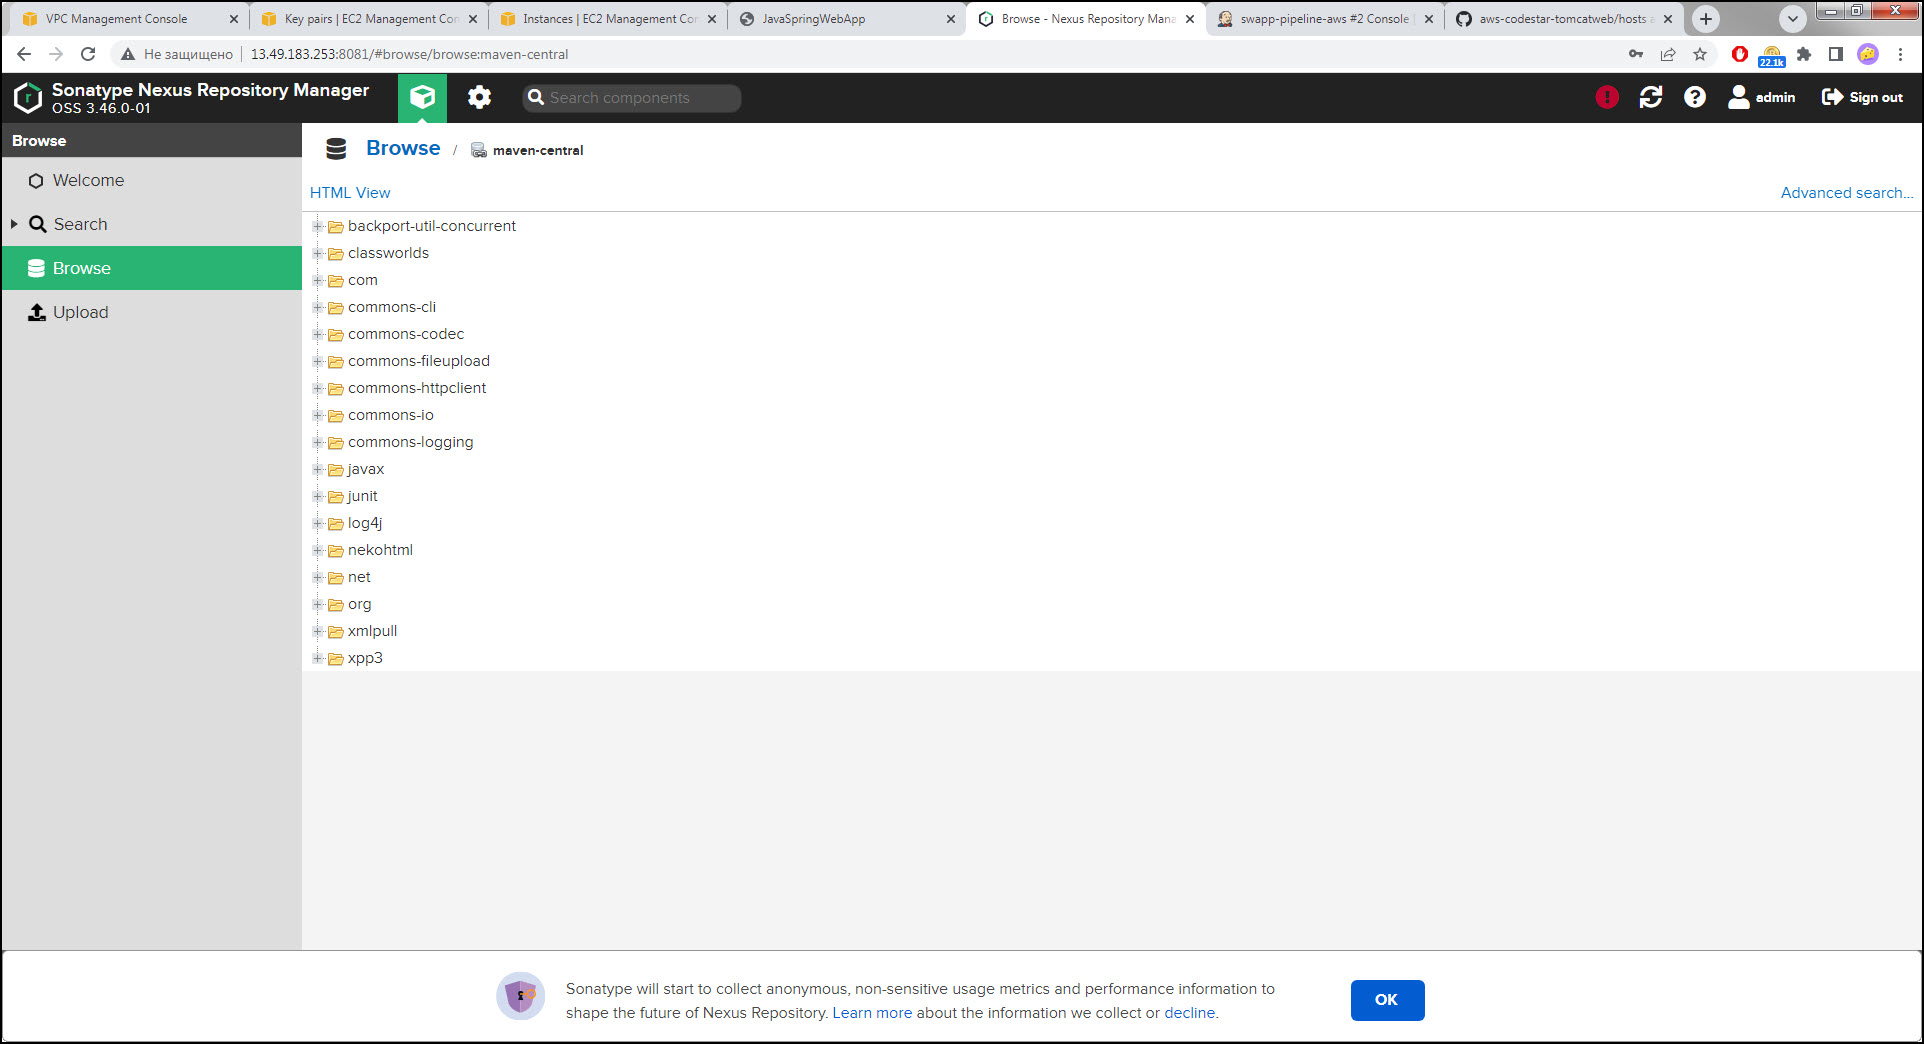 VPC Management Console
Key pairs | EC2 Management Con
Instances | EC2 Management Con
JavaSpringWebApp
Browse - Nexus Repository Mana
swapp-pipeline-aws #2 Console
aws-codestar-tomcatweb/hosts a
Не защищено | 13.49.183.253:8081/#browse/browse:maven-central
22.1k
Sonatype Nexus Repository Manager
OSS 3.46.0-01
Search components
admin
Sign out
Browse
Welcome
Search
Browse
Upload
Browse / maven-central
HTML View
Advanced search...
backport-util-concurrent
classworlds
com
commons-cli
commons-codec
commons-fileupload
commons-httpclient
commons-io
commons-logging
javax
junit
log4j
nekohtml
net
org
xmlpull
xpp3
Sonatype will start to collect anonymous, non-sensitive usage metrics and performance information to
shape the future of Nexus Repository. Learn more about the information we collect or decline.
OK